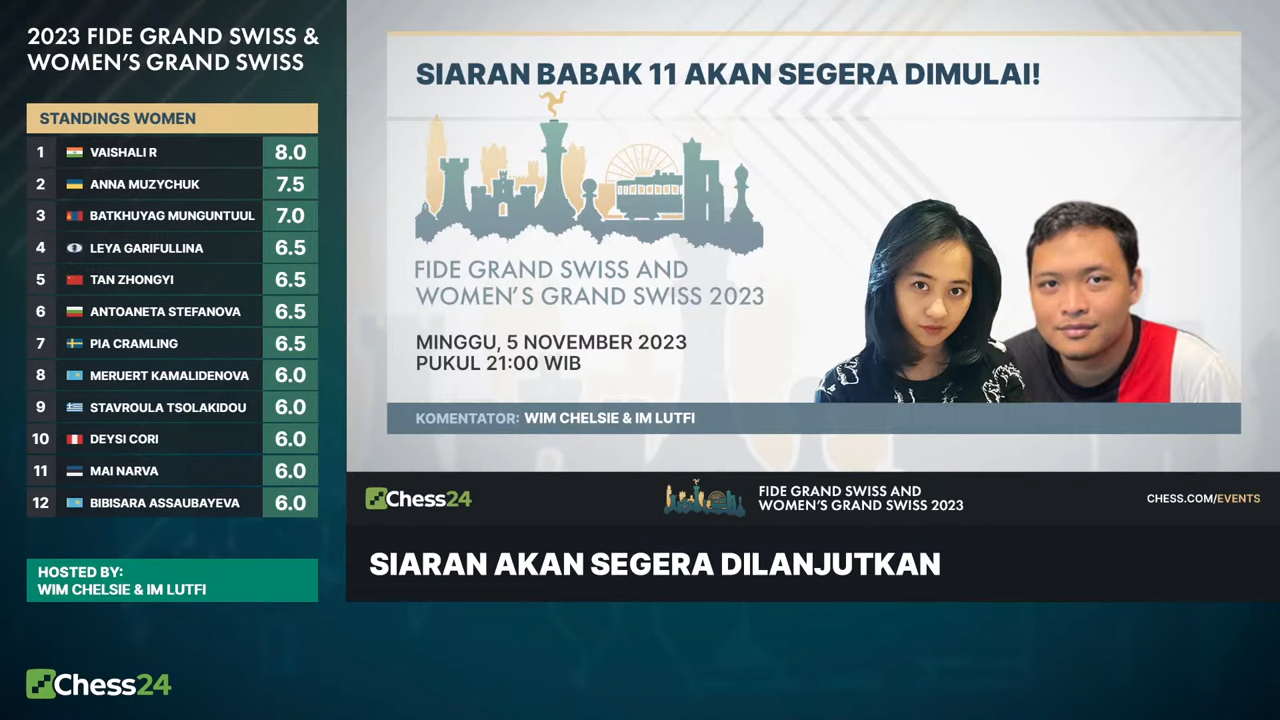 2023 FIDE GRAND SWISS &
WOMEN'S GRAND SWISS
STANDINGS WOMEN
1 VAISHALI R 8.0
2 ANNA MUZYCHUK 7.5
3 BATKHUYAG MUNGUNTUUL 7.0
4 LEYA GARIFULLINA 6.5
5 TAN ZHONGYI 6.5
6 ANTOANETA STEFANOVA 6.5
7 PIA CRAMLING 6.5
8 MERUERT KAMALIDENOVA 6.0
9 STAVROULA TSOLAKIDOU 6.0
10 DEYSI CORI 6.0
11 MAI NARVA 6.0
12 BIBISARA ASSAUBAYEVA 6.0
HOSTED BY:
WIM CHELSIE & IM LUTFI
Chess24
SIARAN BABAK 11 AKAN SEGERA DIMULAI!
FIDE GRAND SWISS AND
WOMEN'S GRAND SWISS 2023
MINGGU, 5 NOVEMBER 2023
PUKUL 21:00 WIB
KOMENTATOR: WIM CHELSIE & IM LUTFI
Chess24
FIDE GRAND SWISS AND
WOMEN'S GRAND SWISS 2023
CHESS.COM/EVENTS
SIARAN AKAN SEGERA DILANJUTKAN